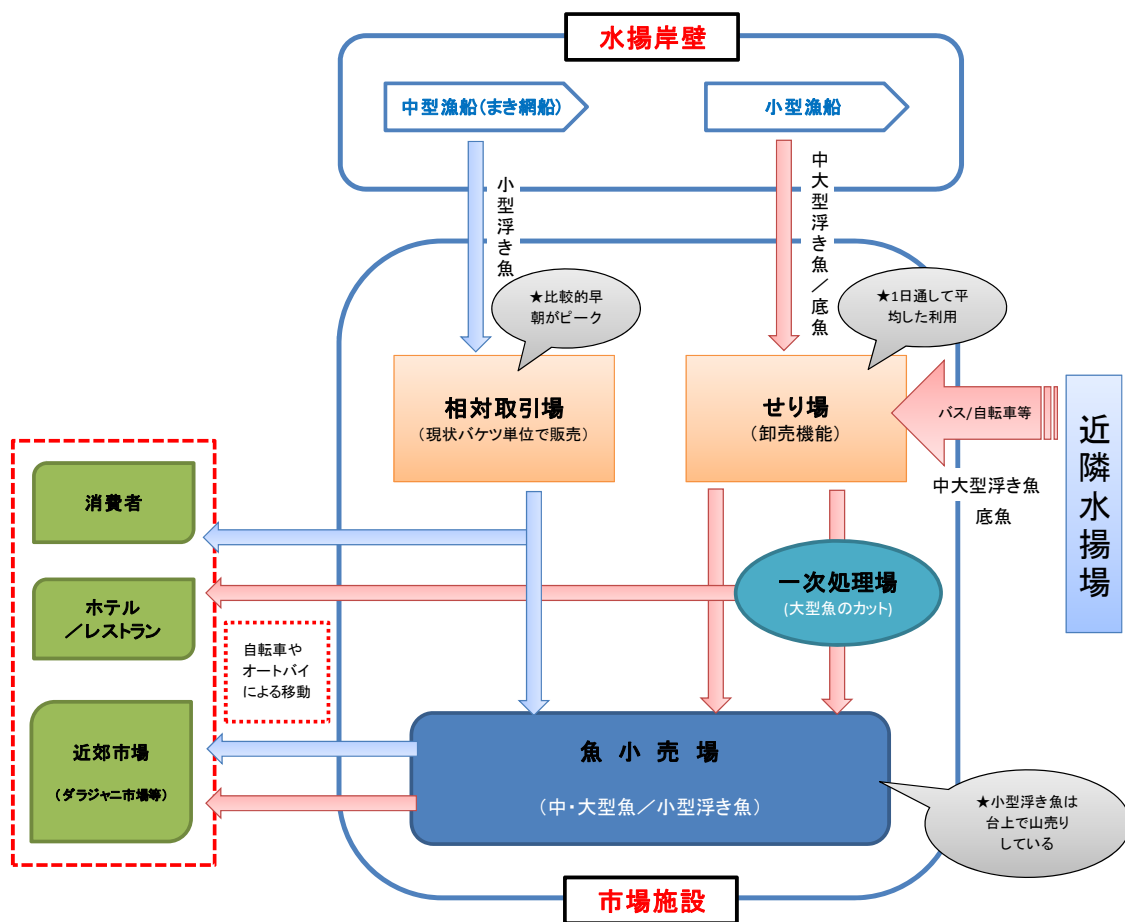 水揚岸壁
中型漁船(まき網船)
小型漁船
小型浮き魚
中大型浮き魚/底魚
★比較的早
朝がピーク
★1日通して平
均した利用
相対取引場
(現状バケツ単位で販売)
せり場
(卸売機能)
バス/自転車等
近隣水揚場
中大型浮き魚
底魚
消費者
一次処理場
(大型魚のカット)
ホテル
/レストラン
自転車や
オートバイ
による移動
近郊市場
(ダラジャニ市場等)
魚小売場
(中・大型魚/小型浮き魚)
★小型浮き魚は
台上で山売り
している
市場施設